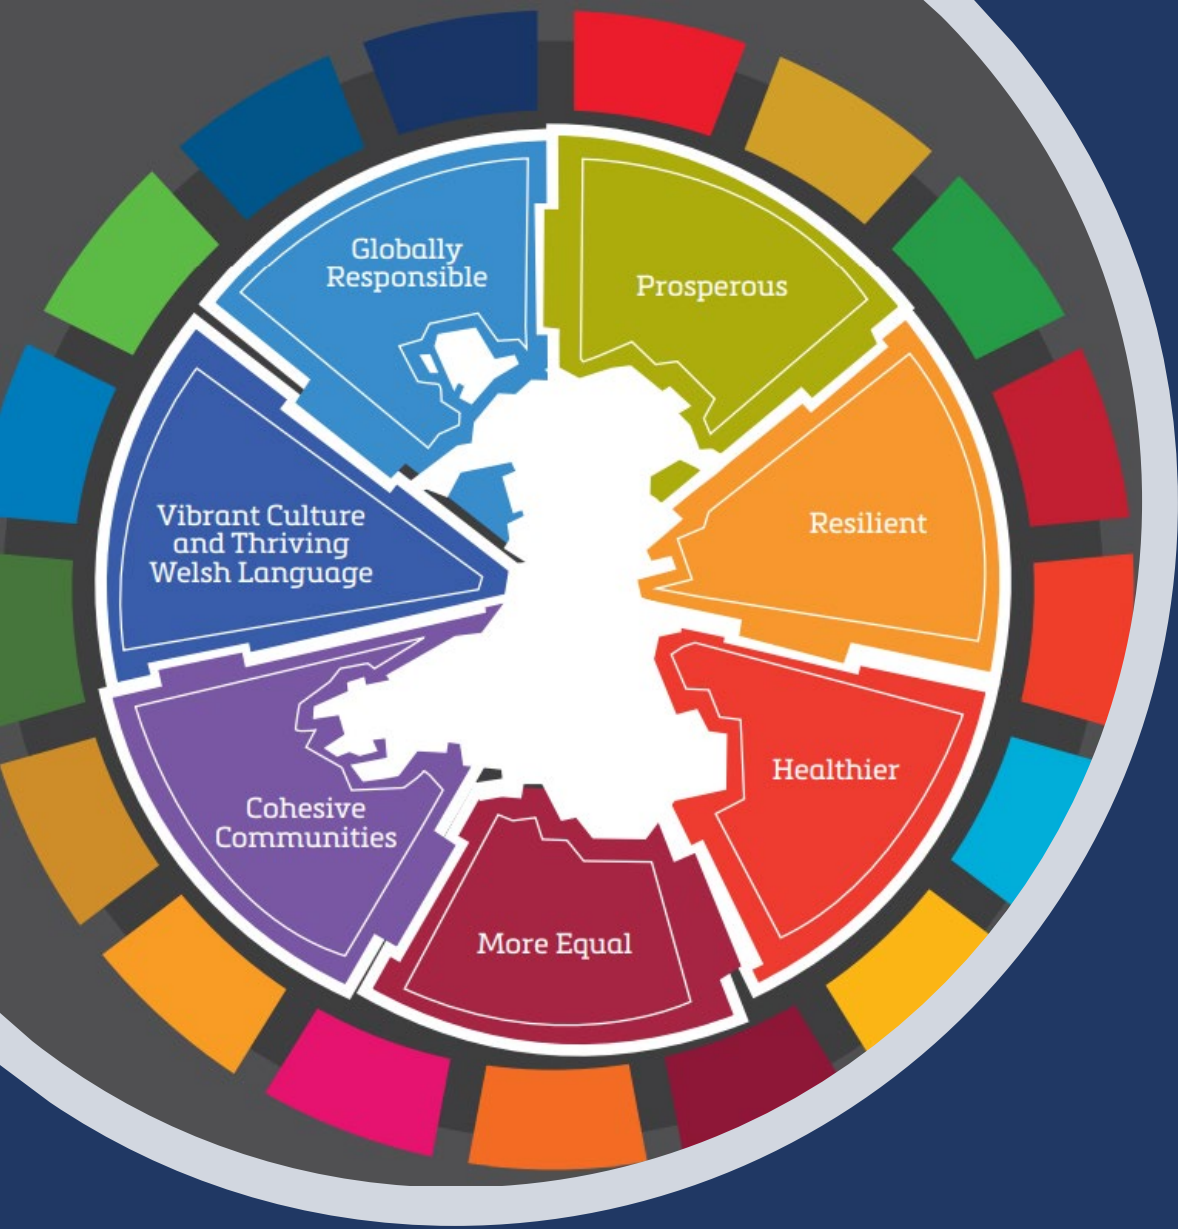 Globally
Responsible
Prosperous
Resilient
Vibrant Culture
and Thriving
Welsh Language
Healthier
Cohesive
Communities
More Equal